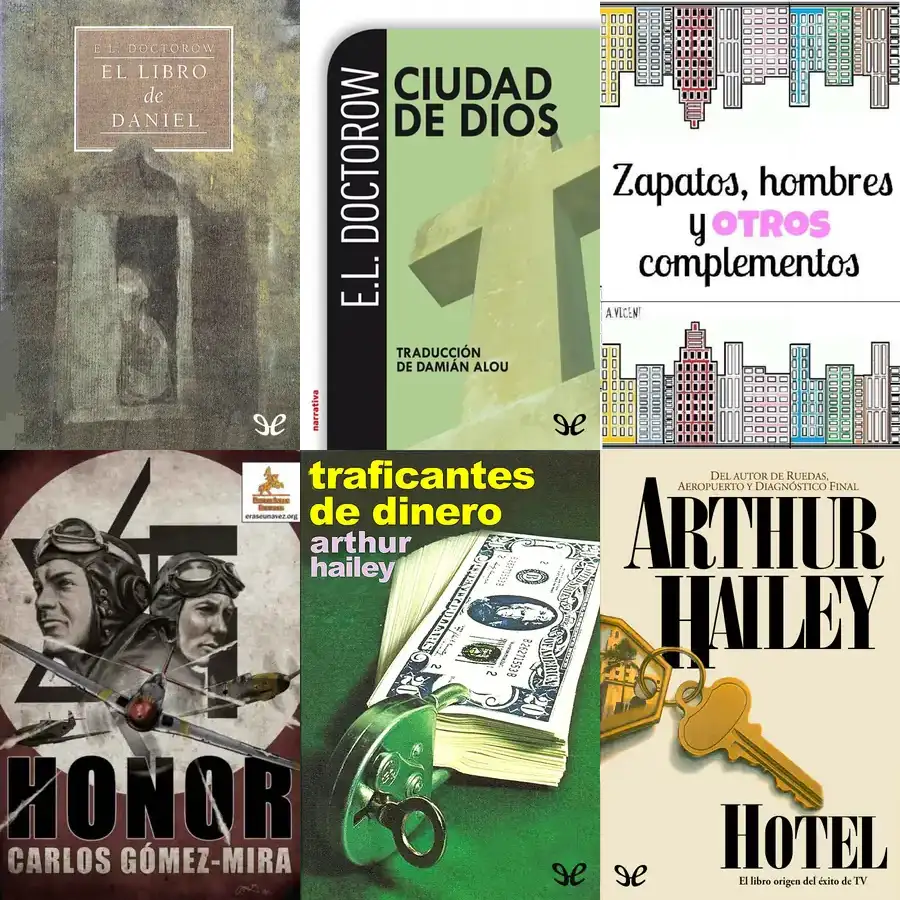 E.L. DOCTOROW
EL LIBRO
de
DANIEL
E.L. DOCTOROW
CIUDAD
DE DIOS
TRADUCCIÓN
DE DAMIÁN ALOU
narrativa
Zapatos, hombres
y OTROS
complementos
A.VICENT
eraseunavez.org
HONOR
CARLOS GÓMEZ-MIRA
traficantes
de dinero
arthur
hailey
DEL AUTOR DE RUEDAS,
AEROPUERTO Y DIAGNÓSTICO FINAL
ARTHUR
HAILEY
HOTEL
El libro origen del éxito de TV